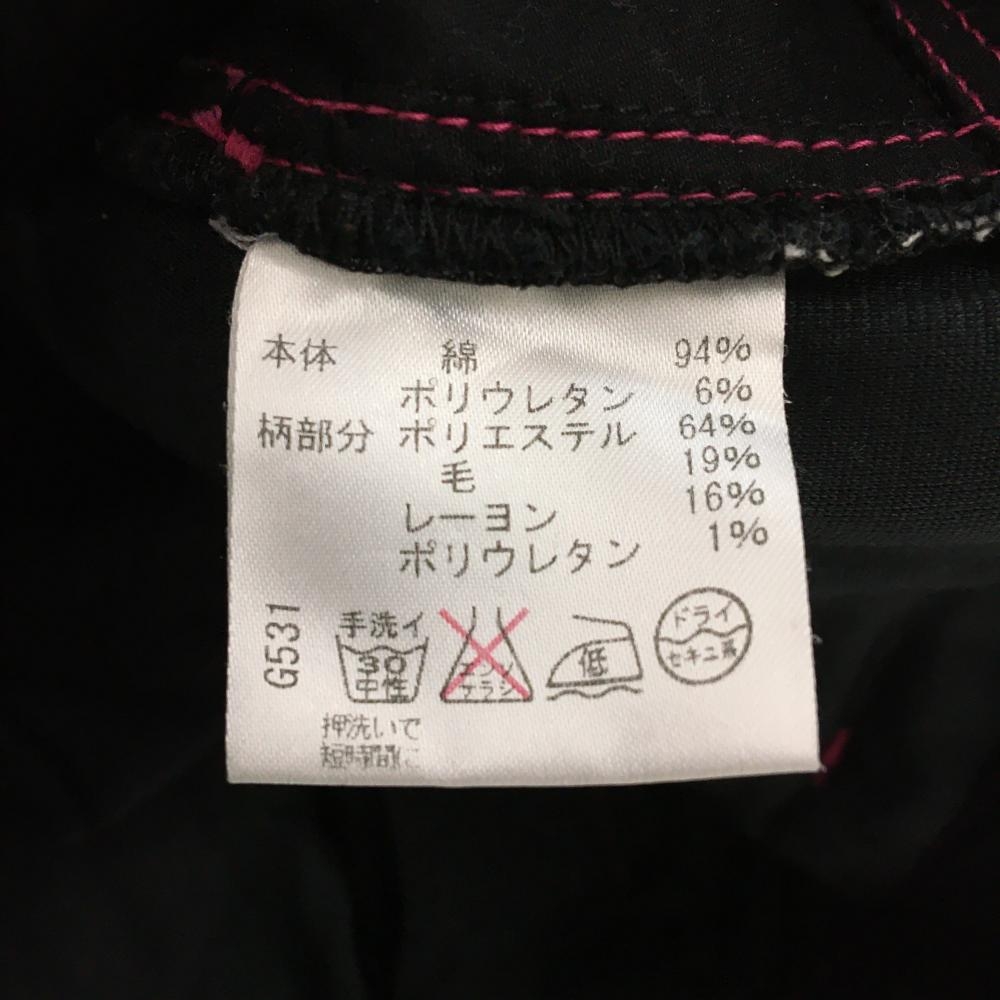 本体 綿 94%
ポリウレタン 6%
柄部分 ポリエステル 64%
毛 19%
レーヨン 16%
ポリウレタン 1%
G531
手洗イ
30
中性
エンソ
サラシ
低
ドライ
セキユ系
押洗いで
短時間に